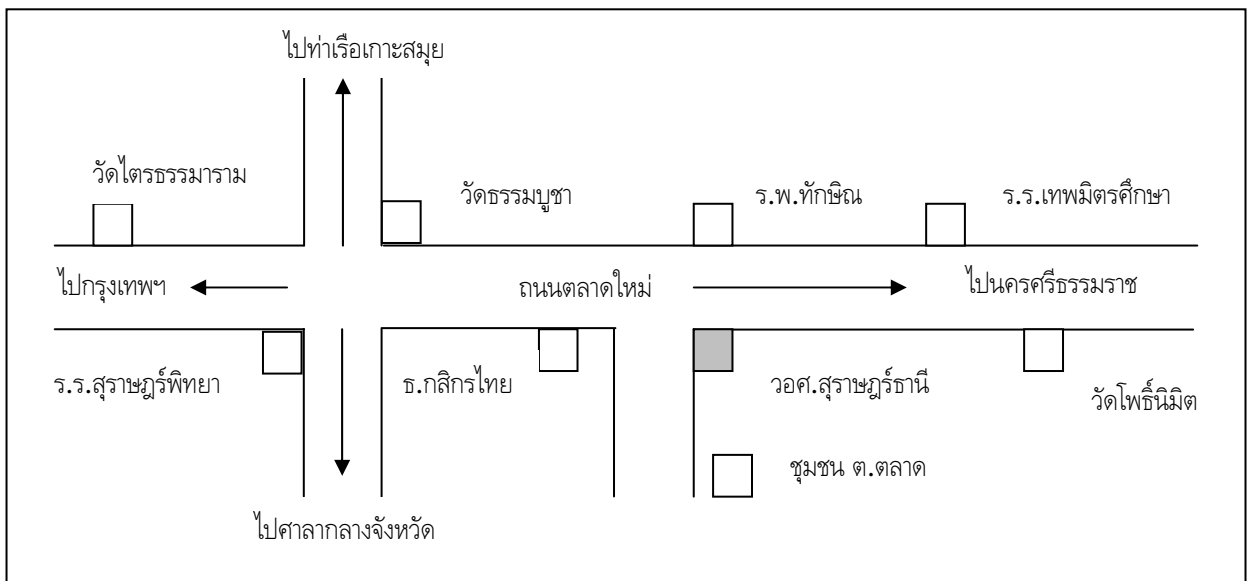 ไปท่าเรือเกาะสมุย
วัดไตรธรรมาราม
วัดธรรมบูชา
ร.พ.ทักษิณ
ร.ร.เทพมิตรศึกษา
ไปกรุงเทพฯ
ถนนตลาดใหม่
ไปนครศรีธรรมราช
ร.ร.สุราษฎร์พิทยา
ธ.กสิกรไทย
วอศ.สุราษฎร์ธานี
วัดโพธิ์นิมิต
ชุมชน ต.ตลาด
ไปศาลากลางจังหวัด